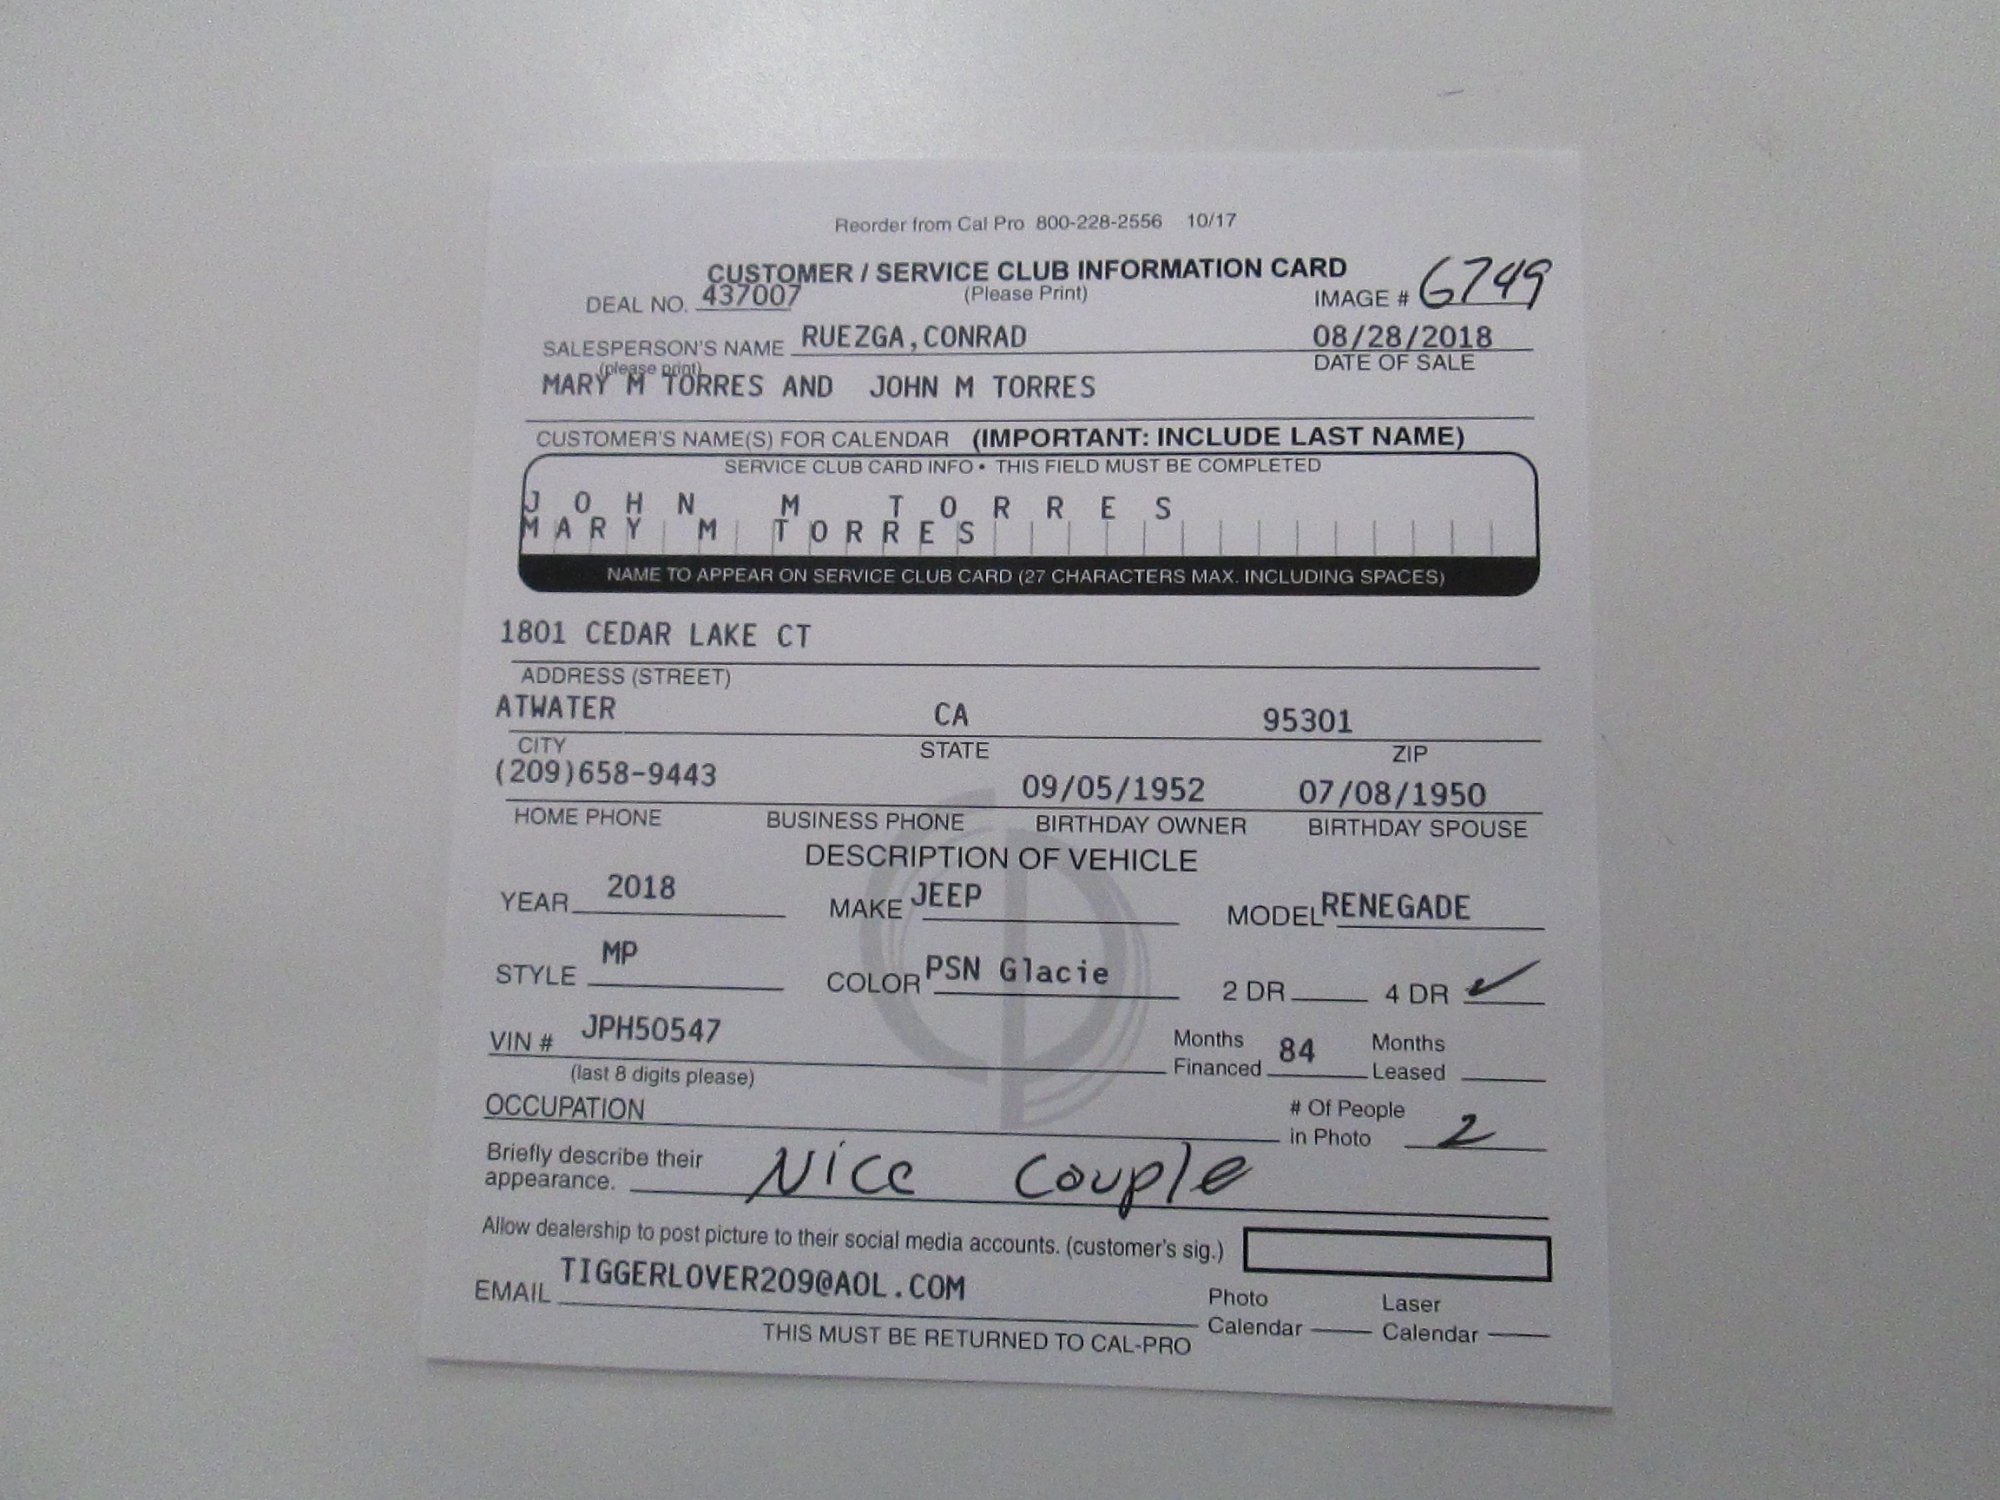 Reorder from Cal Pro 800-228-2556 10/17
CUSTOMER / SERVICE CLUB INFORMATION CARD
DEAL NO. 437007 (Please Print) IMAGE # 6749
SALESPERSON'S NAME RUEZGA,CONRAD 08/28/2018
(please print) DATE OF SALE
MARY M TORRES AND JOHN M TORRES
CUSTOMER'S NAME(S) FOR CALENDAR (IMPORTANT: INCLUDE LAST NAME)
SERVICE CLUB CARD INFO • THIS FIELD MUST BE COMPLETED
JOHN M TORRES
MARY M TORRES
NAME TO APPEAR ON SERVICE CLUB CARD (27 CHARACTERS MAX. INCLUDING SPACES)
1801 CEDAR LAKE CT
ADDRESS (STREET)
ATWATER CA 95301
CITY STATE ZIP
(209)658-9443 09/05/1952 07/08/1950
HOME PHONE BUSINESS PHONE BIRTHDAY OWNER BIRTHDAY SPOUSE
DESCRIPTION OF VEHICLE
YEAR 2018 MAKE JEEP MODEL RENEGADE
STYLE MP COLOR PSN Glacie 2 DR 4 DR ✓
VIN # JPH50547 Months Financed 84 Months Leased
(last 8 digits please)
OCCUPATION # Of People in Photo 2
Briefly describe their appearance. Nice Couple
Allow dealership to post picture to their social media accounts. (customer's sig.)
EMAIL TIGGERLOVER209@AOL.COM Photo Calendar Laser Calendar
THIS MUST BE RETURNED TO CAL-PRO